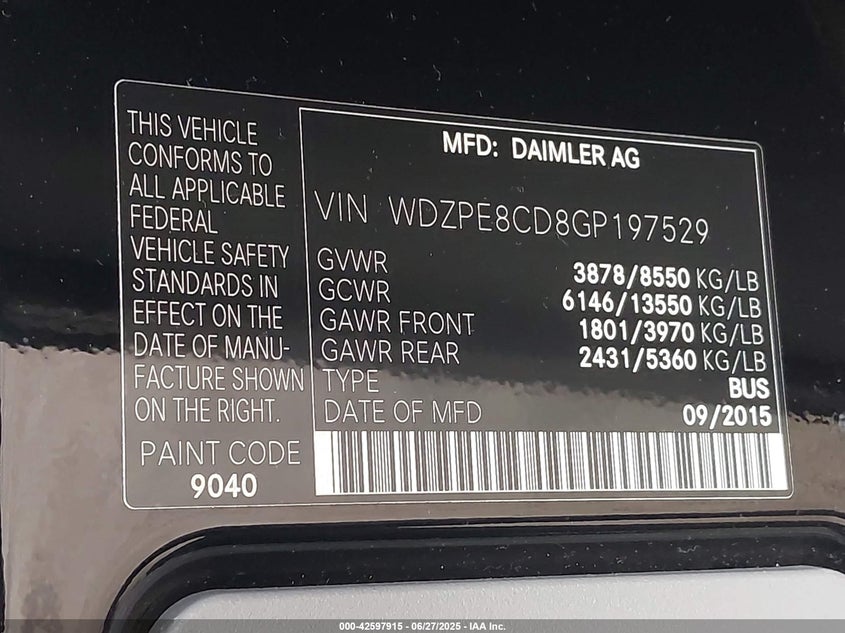 THIS VEHICLE
CONFORMS TO
ALL APPLICABLE
FEDERAL
VEHICLE SAFETY
STANDARDS IN
EFFECT ON THE
DATE OF MANU-
FACTURE SHOWN
ON THE RIGHT.
PAINT CODE
9040
MFD: DAIMLER AG
VIN WDZPE8CD8GP197529
GVWR 3878/8550 KG/LB
GCWR 6146/13550 KG/LB
GAWR FRONT 1801/3970 KG/LB
GAWR REAR 2431/5360 KG/LB
TYPE BUS
DATE OF MFD 09/2015
000-42597915 - 06/27/2025 - IAA Inc.